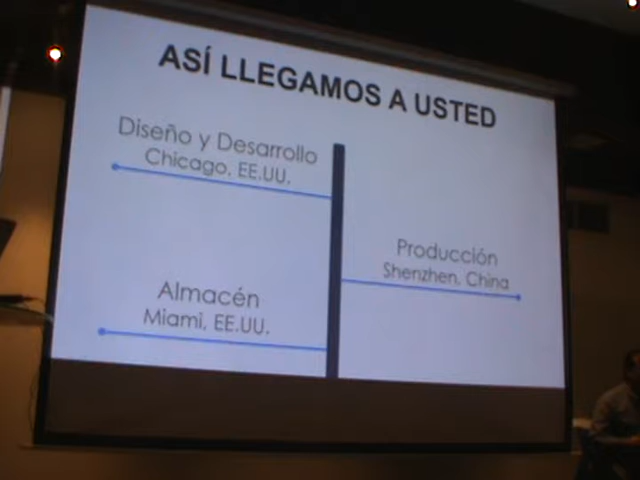 ASÍ LLEGAMOS A USTED
Diseño y Desarrollo
Chicago, EE.UU.
Producción
Shenzhen, China
Almacén
Miami, EE.UU.